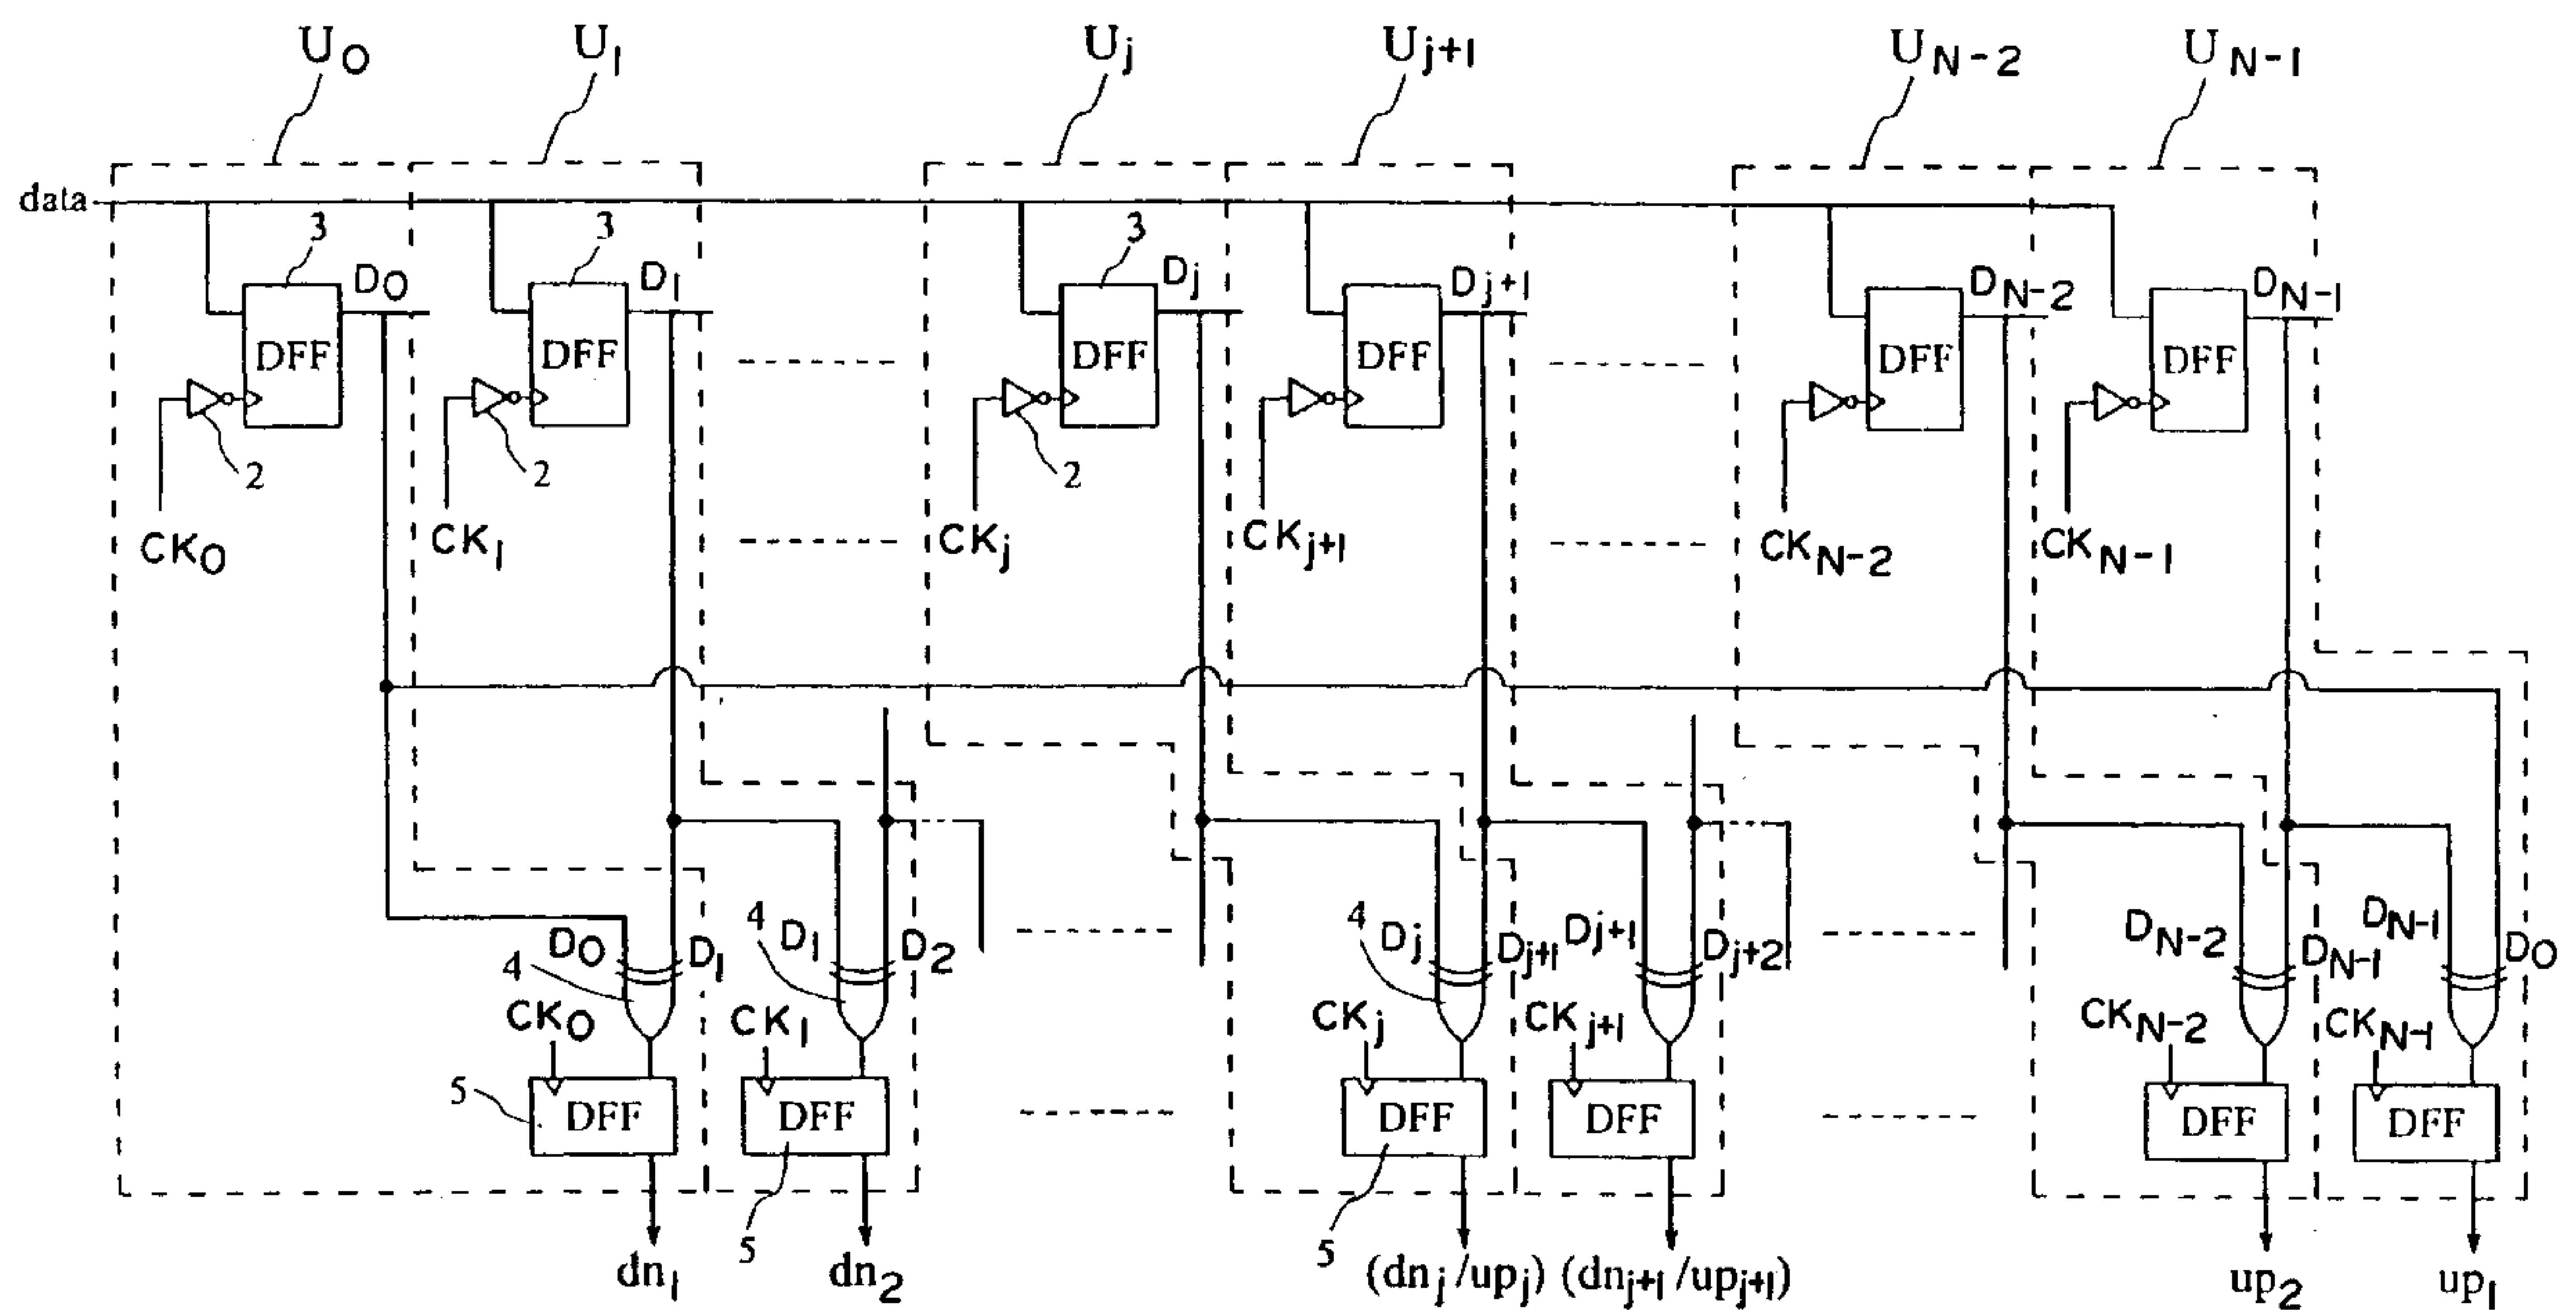 U0 U1 Uj Uj+1 UN-2 UN-1
data
3 3 3
D0 D1 Dj Dj+1 DN-2 DN-1
DFF DFF DFF DFF DFF DFF
2 2 2
CK0 CK1 CKj CKj+1 CKN-2 CKN-1
4 4
D0 D1 D1 D2 Dj Dj+1 Dj+1 Dj+2 DN-2 DN-1 DN-1 D0
4
CK0 CK1 CKj CKj+1 CKN-2 CKN-1
5 DFF DFF DFF DFF DFF DFF
5 5
dn1 dn2 (dnj/upj) (dnj+1/upj+1) up2 up1